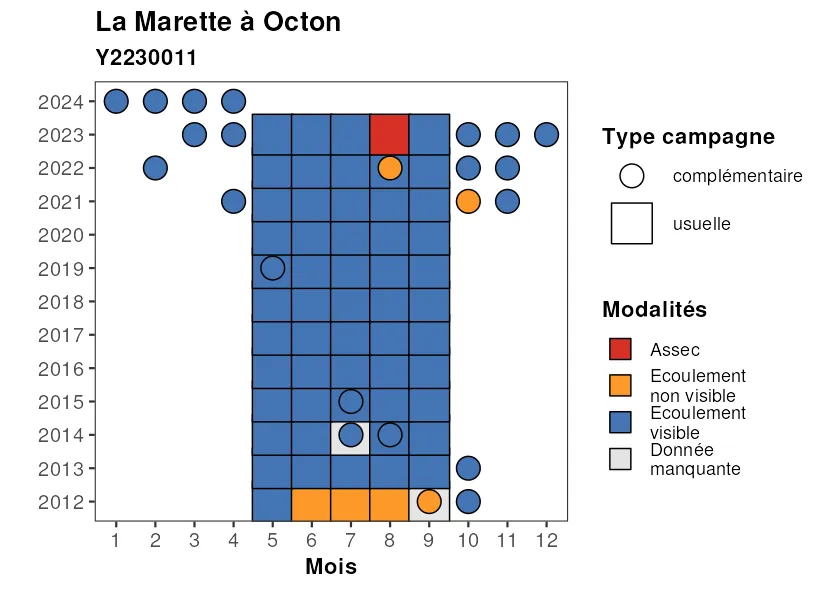 La Marette à Octon
Y2230011
2024
2023
2022
2021
2020
2019
2018
2017
2016
2015
2014
2013
2012
1 2 3 4 5 6 7 8 9 10 11 12
Mois
Type campagne
complémentaire
usuelle
Modalités
Assec
Ecoulement
non visible
Ecoulement
visible
Donnée
manquante